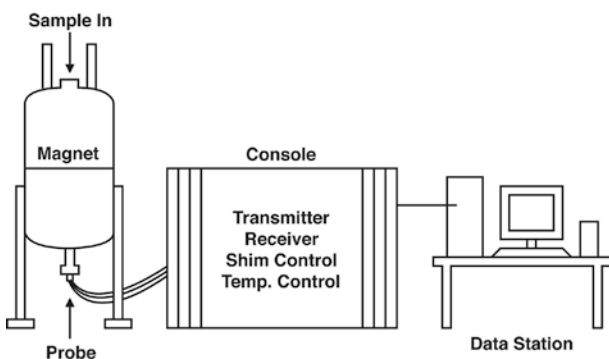 Sample In
Magnet
Probe
Console
Transmitter
Receiver
Shim Control
Temp. Control
Data Station